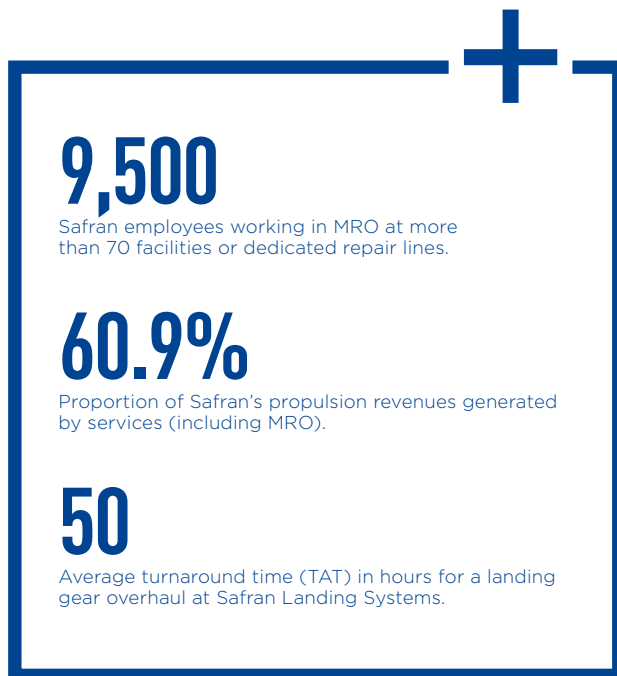 9,500
Safran employees working in MRO at more
than 70 facilities or dedicated repair lines.
60.9%
Proportion of Safran’s propulsion revenues generated
by services (including MRO).
50
Average turnaround time (TAT) in hours for a landing
gear overhaul at Safran Landing Systems.